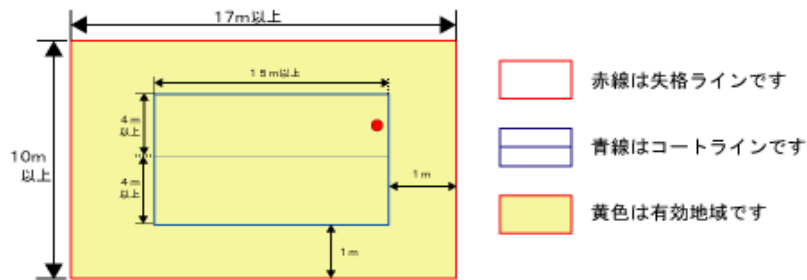 17m以上
15m以上
赤線は失格ラインです
4m
以上
10m
以上
青線はコートラインです
4m
以上
1m
黄色は有効地域です
1m